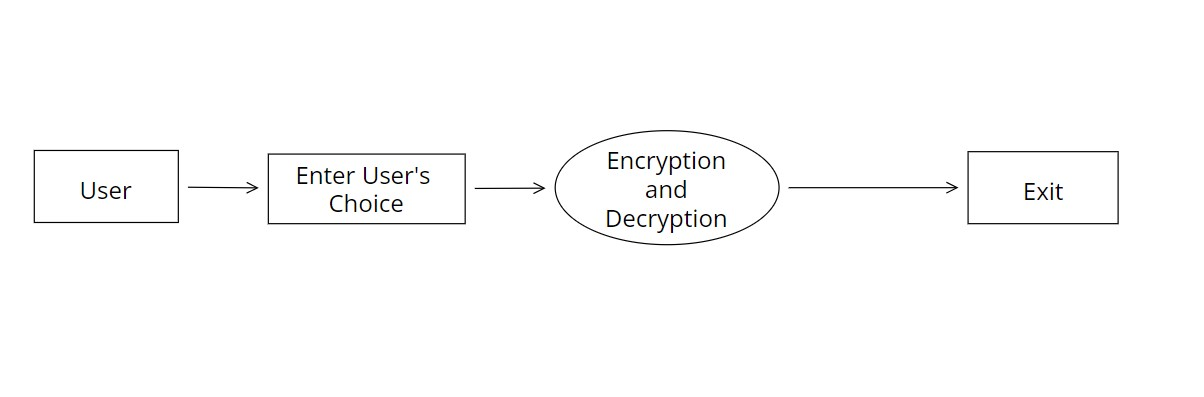 User
Enter User's
Choice
Encryption
and
Decryption
Exit